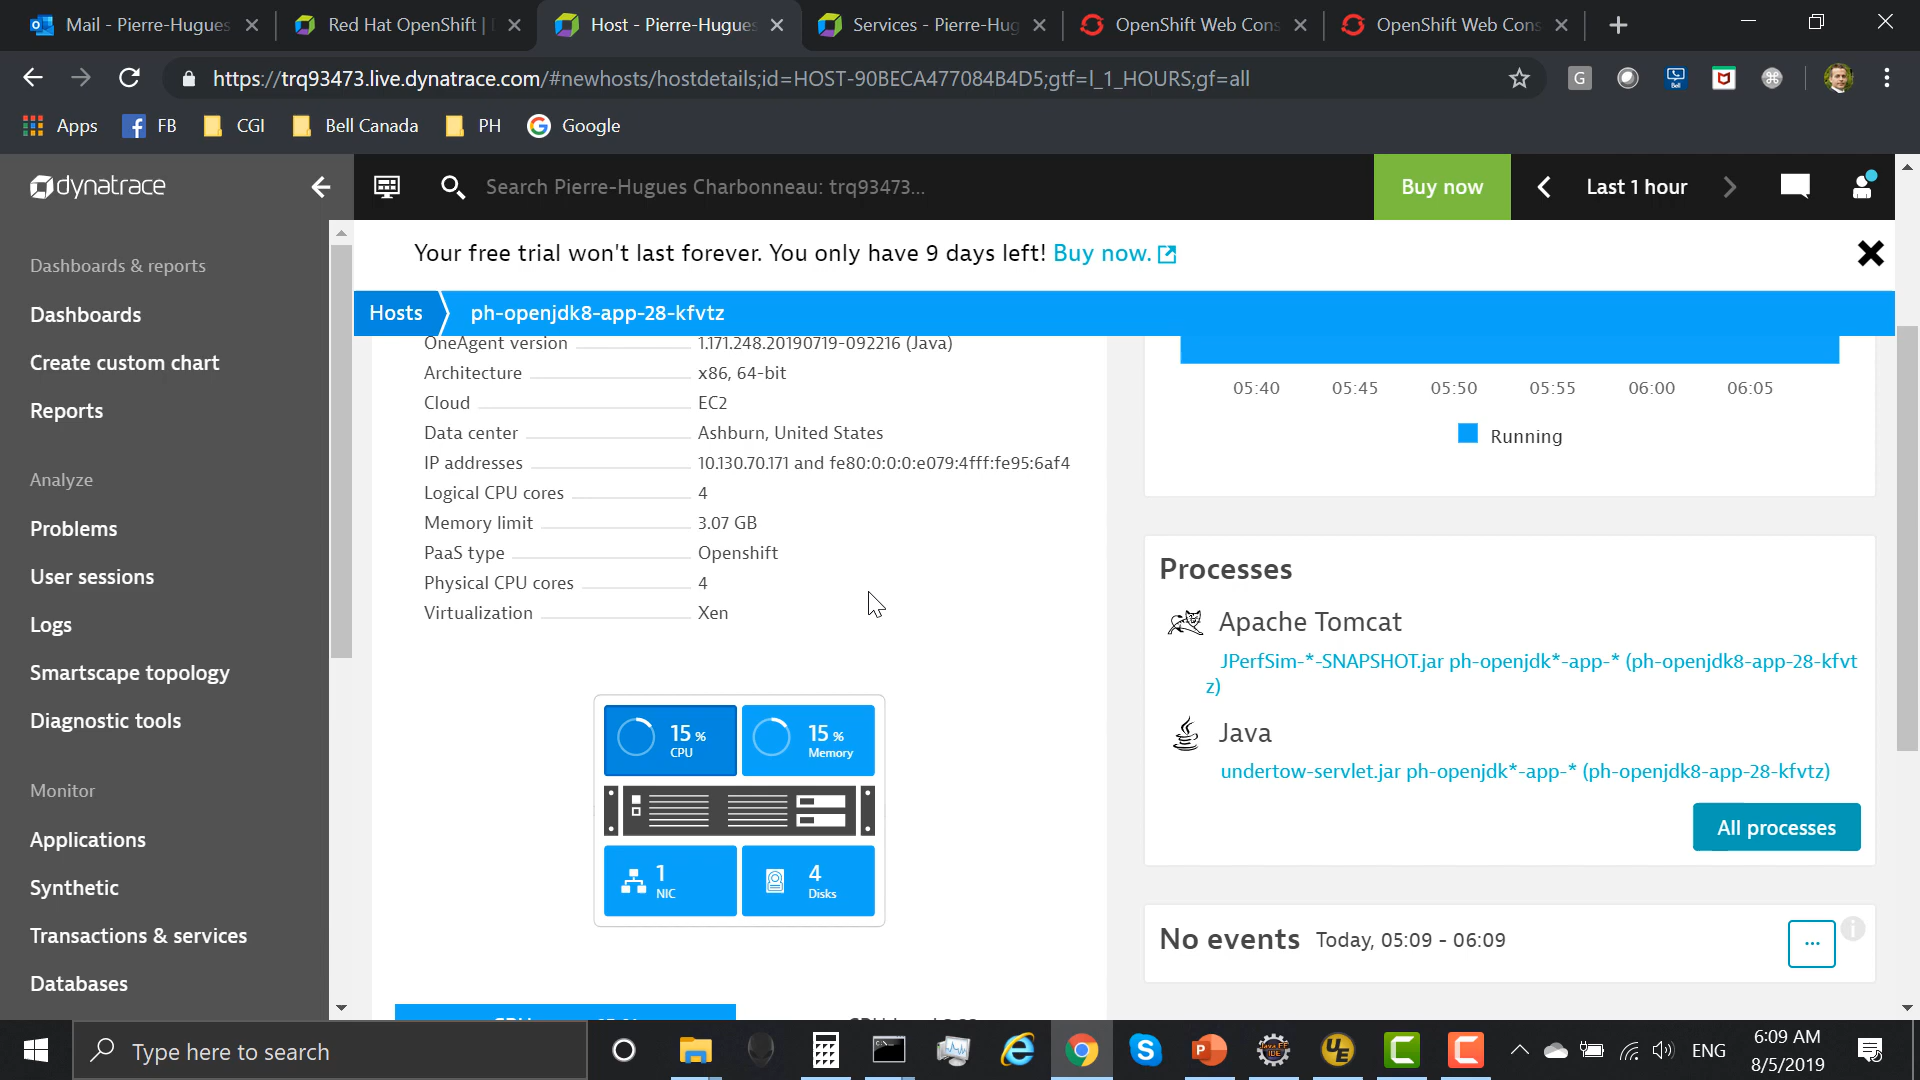 Mail - Pierre-Hugues
Red Hat OpenShift |
Host - Pierre-Hugues
Services - Pierre-Hug
OpenShift Web Cons
OpenShift Web Cons
https://trq93473.live.dynatrace.com/#newhosts/hostdetails;id=HOST-90BECA477084B4D5;gtf=l_1_HOURS;gf=all
Apps
FB
CGI
Bell Canada
PH
Google
dynatrace
Search Pierre-Hugues Charbonneau: trq93473...
Buy now
Last 1 hour
Your free trial won't last forever. You only have 9 days left! Buy now.
Hosts
ph-openjdk8-app-28-kfvtz
Dashboards & reports
Dashboards
Create custom chart
Reports
Analyze
Problems
User sessions
Logs
Smartscape topology
Diagnostic tools
Monitor
Applications
Synthetic
Transactions & services
Databases
OneAgent version 1.171.248.20190719-092216 (Java)
Architecture x86, 64-bit
Cloud EC2
Data center Ashburn, United States
IP addresses 10.130.70.171 and fe80:0:0:0:e079:4fff:fe95:6af4
Logical CPU cores 4
Memory limit 3.07 GB
PaaS type Openshift
Physical CPU cores 4
Virtualization Xen
15 %
CPU
15 %
Memory
1
NIC
4
Disks
05:40 05:45 05:50 05:55 06:00 06:05
Running
Processes
Apache Tomcat
JPerfSim-*-SNAPSHOT.jar ph-openjdk*-app-* (ph-openjdk8-app-28-kfvt
z)
Java
undertow-servlet.jar ph-openjdk*-app-* (ph-openjdk8-app-28-kfvtz)
All processes
No events Today, 05:09 - 06:09
...
Type here to search
ENG
6:09 AM
8/5/2019